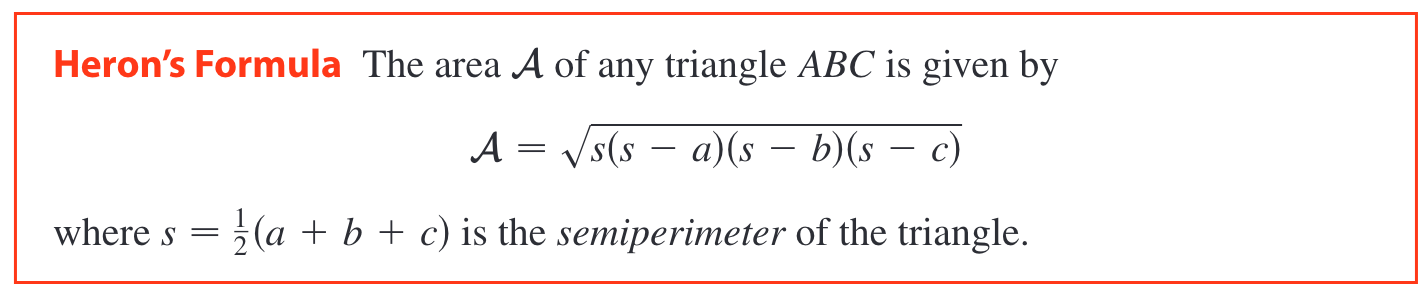 Heron's Formula The area 𝒜 of any triangle ABC is given by
𝒜 = √s(s − a)(s − b)(s − c)
where s = ½(a + b + c) is the semiperimeter of the triangle.